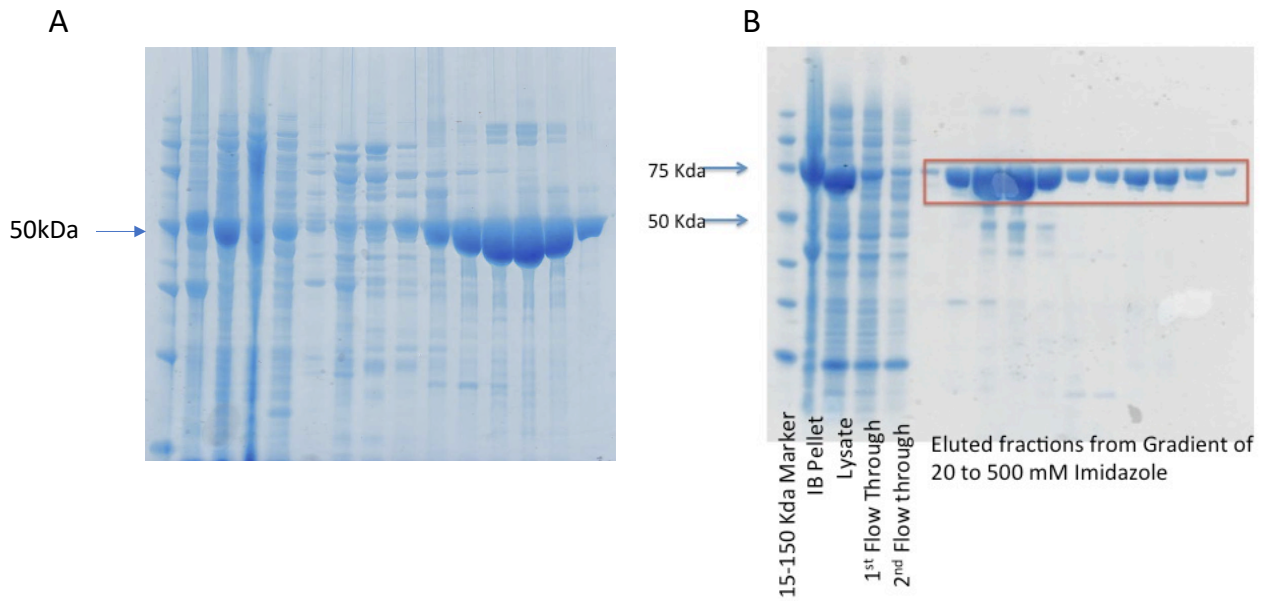 A
B
50kDa
75 Kda
50 Kda
15-150 Kda Marker
IB Pellet
Lysate
1st Flow Through
2nd Flow through
Eluted fractions from Gradient of
20 to 500 mM Imidazole